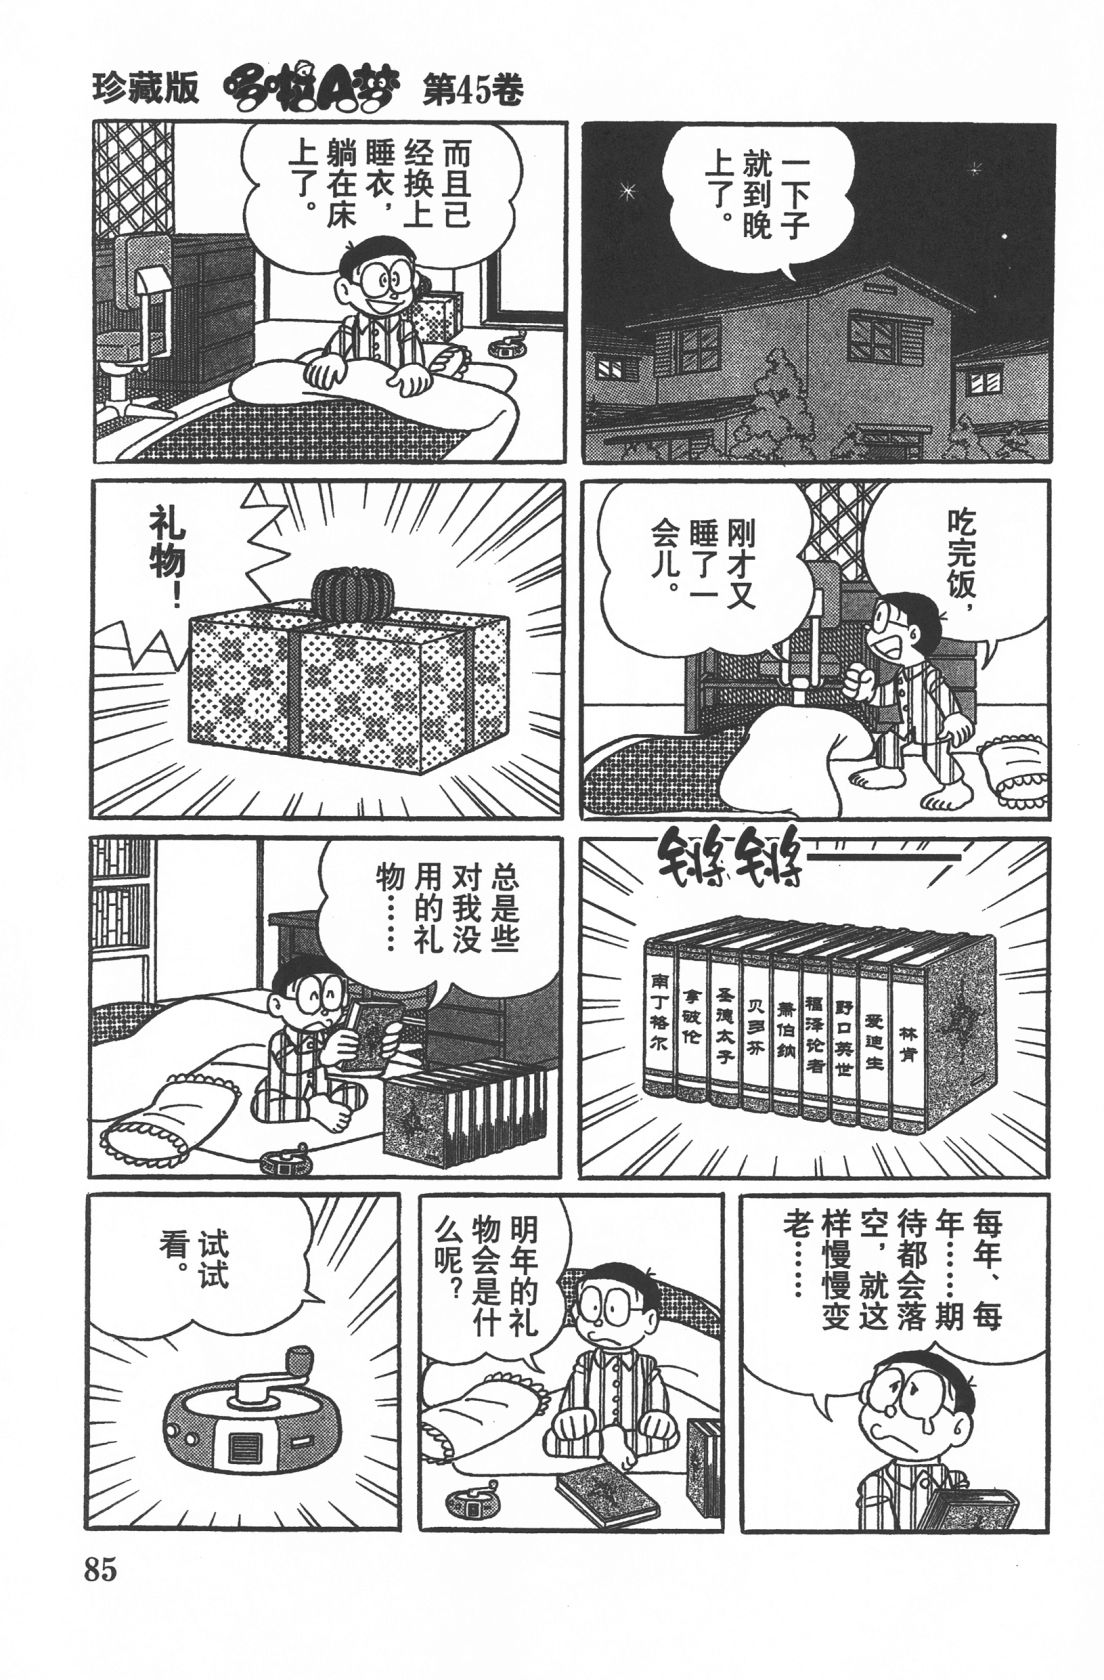 珍藏版 哆啦A梦 第45卷
一下子
就到晚
上了。
而且已
经换上
睡衣，
躺在床
上了。
吃完饭，
刚才又
睡了一
会儿。
礼物！
锵锵
林肯
爱迪生
野口英世
福泽论者
萧伯纳
贝多芬
圣德太子
拿破伦
南丁格尔
总是些
对我没
用的礼
物……
每年、每
年……期
待都会落
空，就这
样慢慢变
老……
明年的礼
物会是什
么呢？
试试
看。
85